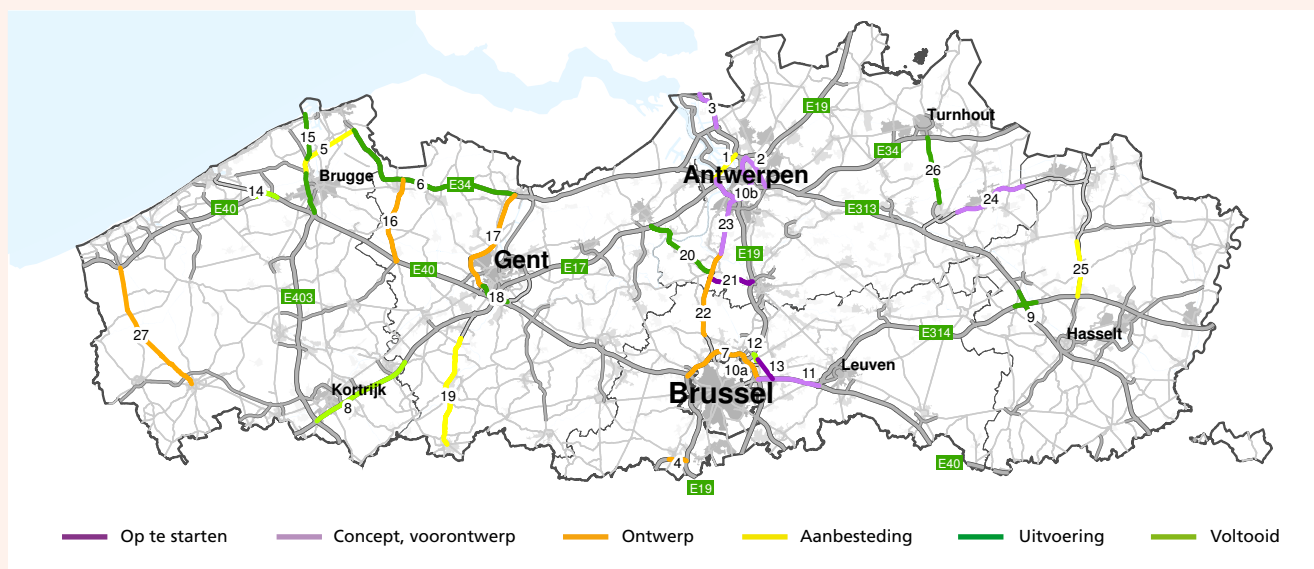 E19
3
Turnhout
15
5
1
2
E34
Brugge
6
E34
Antwerpen
26
14
10b
E40
E313
24
16
23
17
20
E19
Gent
E17
25
E40
21
E403
18
22
9
27
E314
Hasselt
12
7
13
Leuven
10a
11
Kortrijk
Brussel
8
19
4
E40
E19
Op te starten
Concept, voorontwerp
Ontwerp
Aanbesteding
Uitvoering
Voltooid